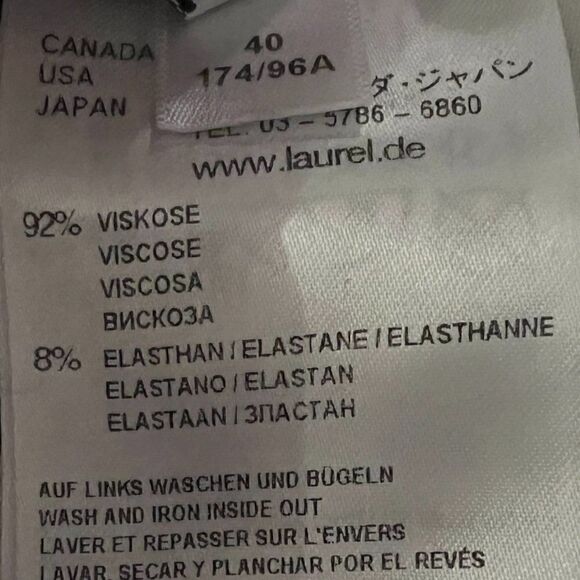 40
174/96A
CANADA
USA
JAPAN
ダ・ジャパン
TEL. 03 – 5786 – 6860
www.laurel.de
92% VISKOSE
VISCOSE
VISCOSA
ВИСКОЗА
8% ELASTHAN / ELASTANE / ELASTHANNE
ELASTANO / ELASTAN
ELASTAAN / ЗПАСТАН
AUF LINKS WASCHEN UND BÜGELN
WASH AND IRON INSIDE OUT
LAVER ET REPASSER SUR L'ENVERS
LAVAR, SECAR Y PLANCHAR POR EL REVÉS